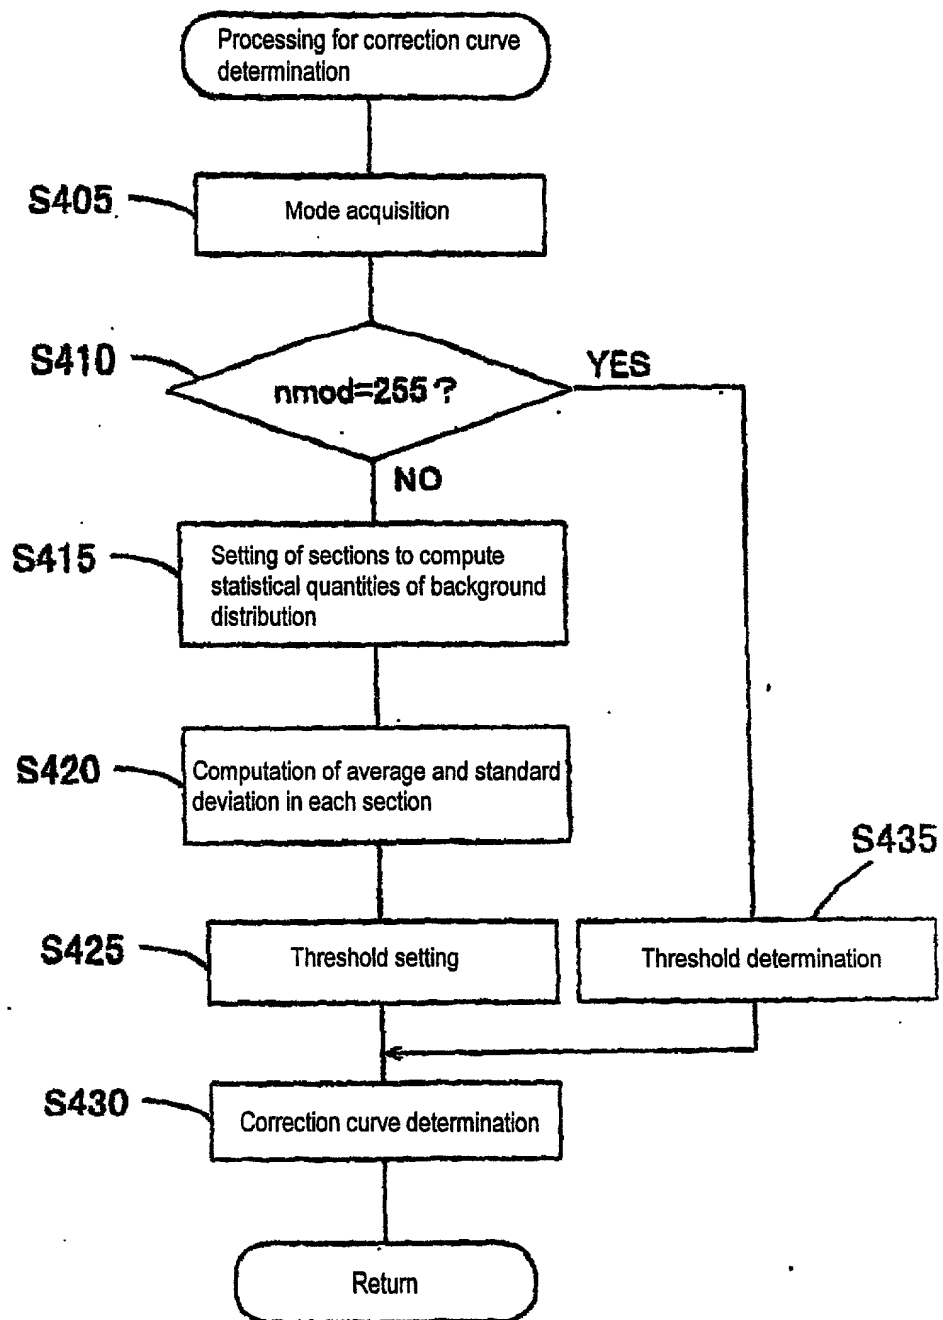 Processing for correction curve
determination
S405
Mode acquisition
S410
nmod=255 ?
YES
NO
S415
Setting of sections to compute
statistical quantities of background
distribution
S420
Computation of average and standard
deviation in each section
S435
S425
Threshold setting
Threshold determination
S430
Correction curve determination
Return